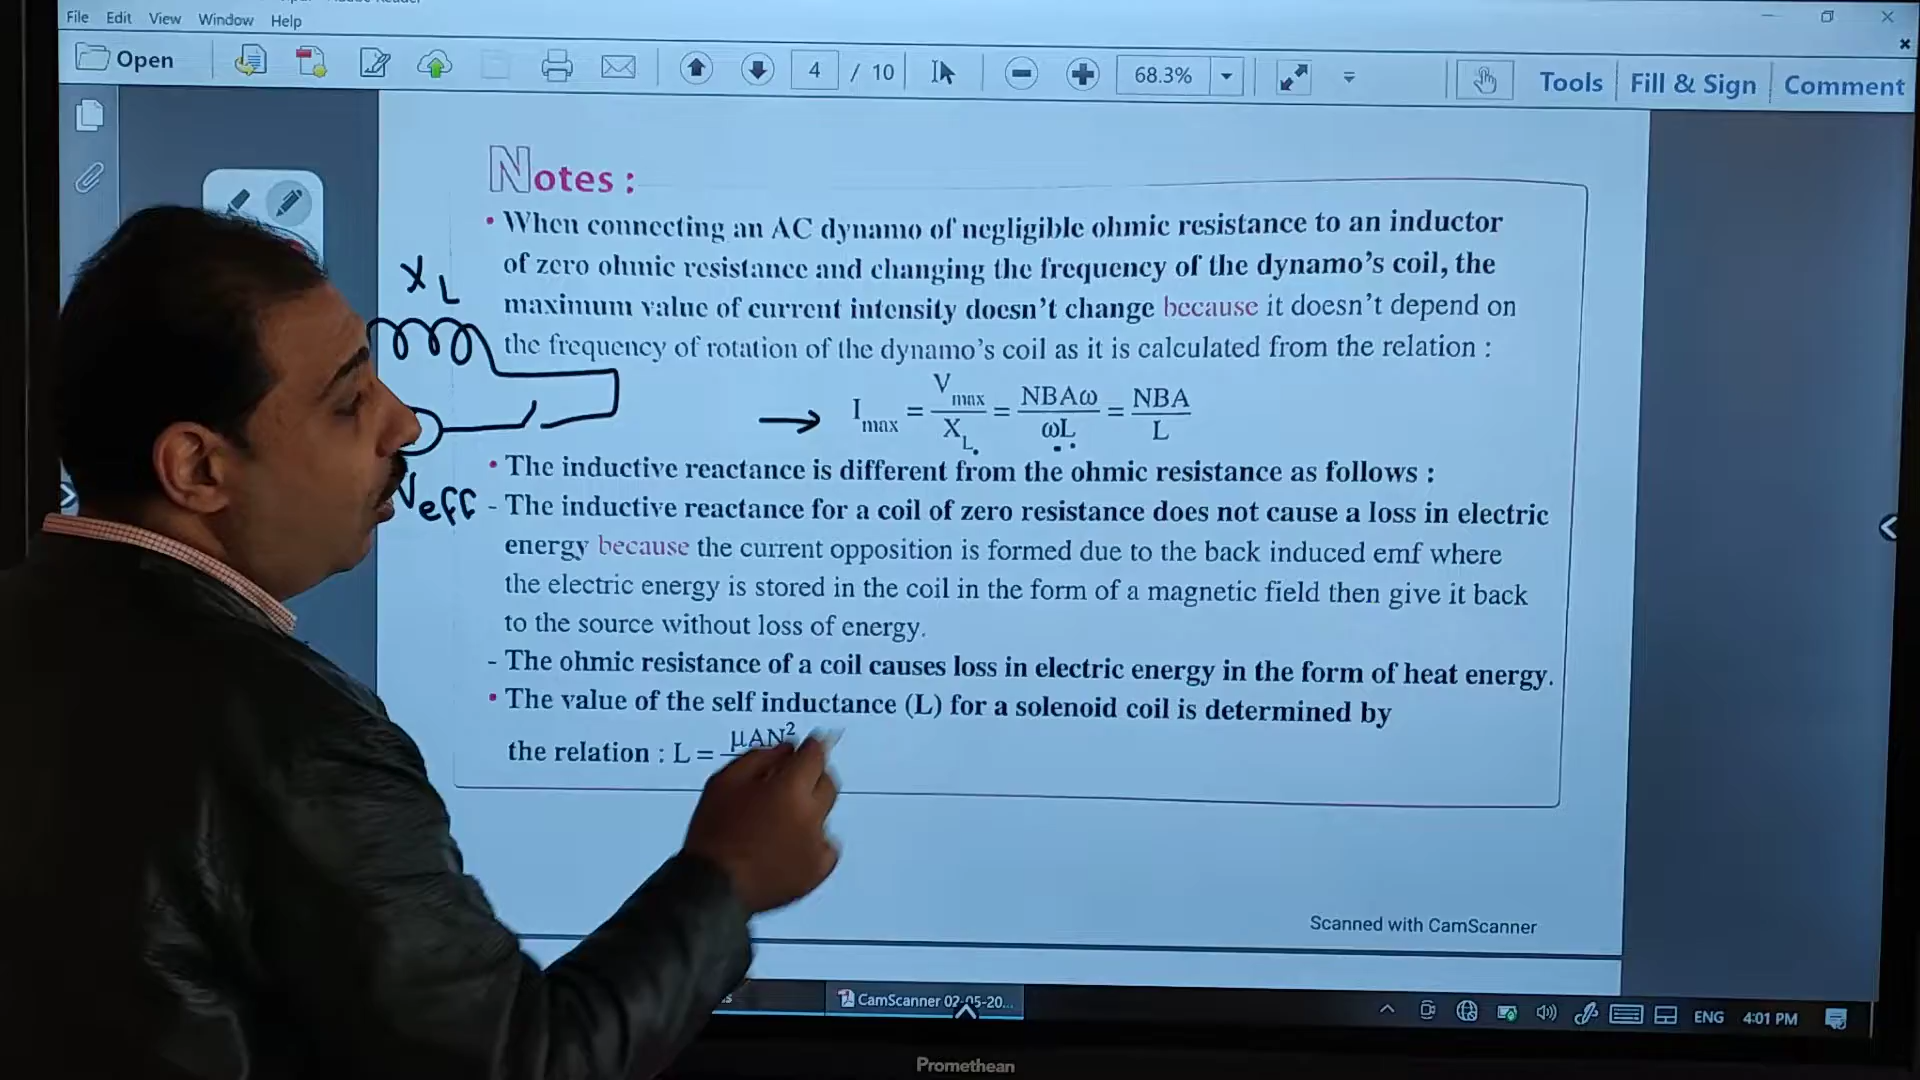 File Edit View Window Help
Open
4 / 10
68.3%
Tools
Fill & Sign
Comment
Notes :
• When connecting an AC dynamo of negligible ohmic resistance to an inductor
of zero ohmic resistance and changing the frequency of the dynamo's coil, the
maximum value of current intensity doesn't change because it doesn't depend on
the frequency of rotation of the dynamo's coil as it is calculated from the relation :
X L
→ I max = V max / X L = NBAω / ωL = NBA / L
• The inductive reactance is different from the ohmic resistance as follows :
Veff
- The inductive reactance for a coil of zero resistance does not cause a loss in electric
energy because the current opposition is formed due to the back induced emf where
the electric energy is stored in the coil in the form of a magnetic field then give it back
to the source without loss of energy.
- The ohmic resistance of a coil causes loss in electric energy in the form of heat energy.
• The value of the self inductance (L) for a solenoid coil is determined by
the relation : L = μAN²
Scanned with CamScanner
CamScanner 02-05-20...
ENG 4:01 PM
Promethean